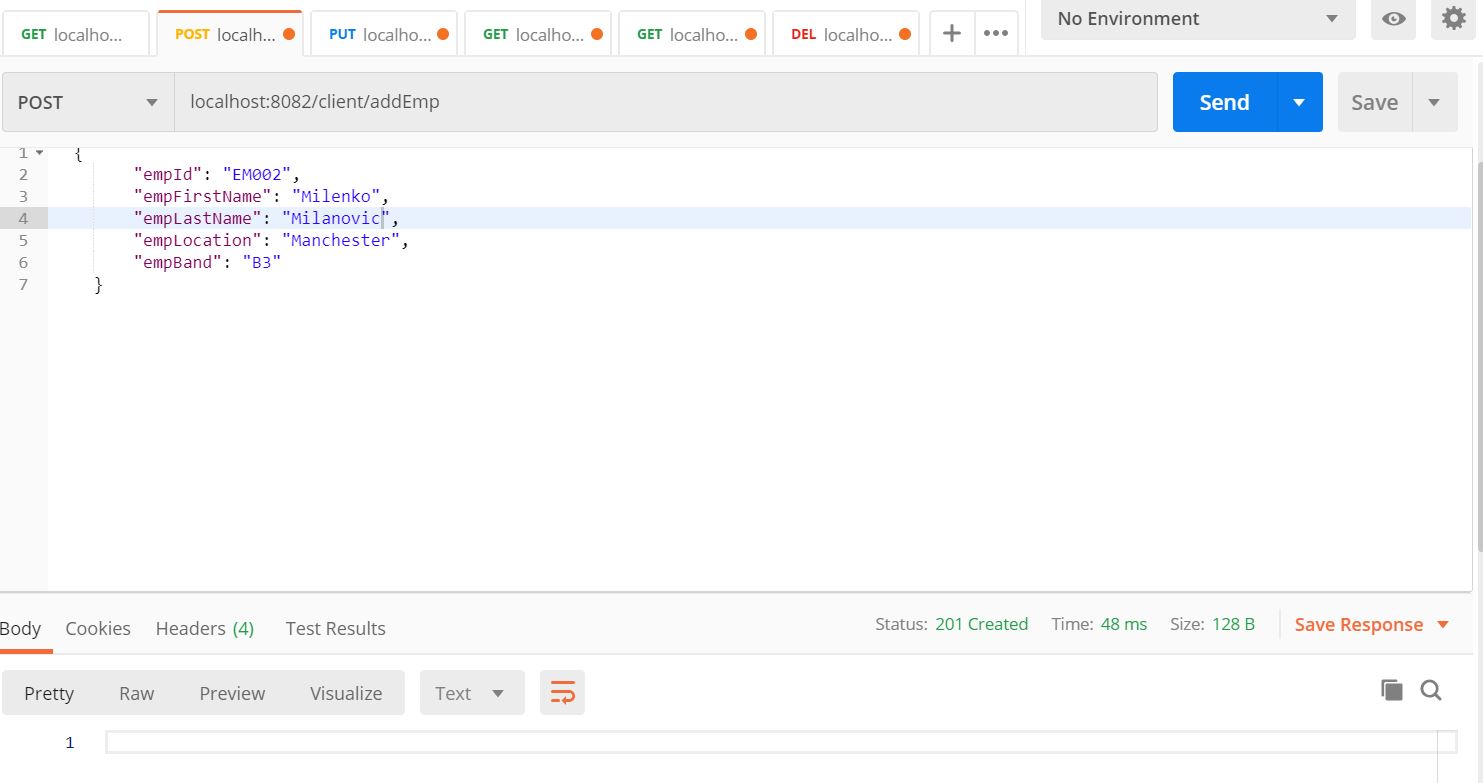 GET localho... POST localh... PUT localho... GET localho... GET localho... DEL localho... + ••• No Environment
POST localhost:8082/client/addEmp Send Save
1 {
2 "empId": "EM002",
3 "empFirstName": "Milenko",
4 "empLastName": "Milanovic",
5 "empLocation": "Manchester",
6 "empBand": "B3"
7 }
Body Cookies Headers (4) Test Results Status: 201 Created Time: 48 ms Size: 128 B Save Response
Pretty Raw Preview Visualize Text
1